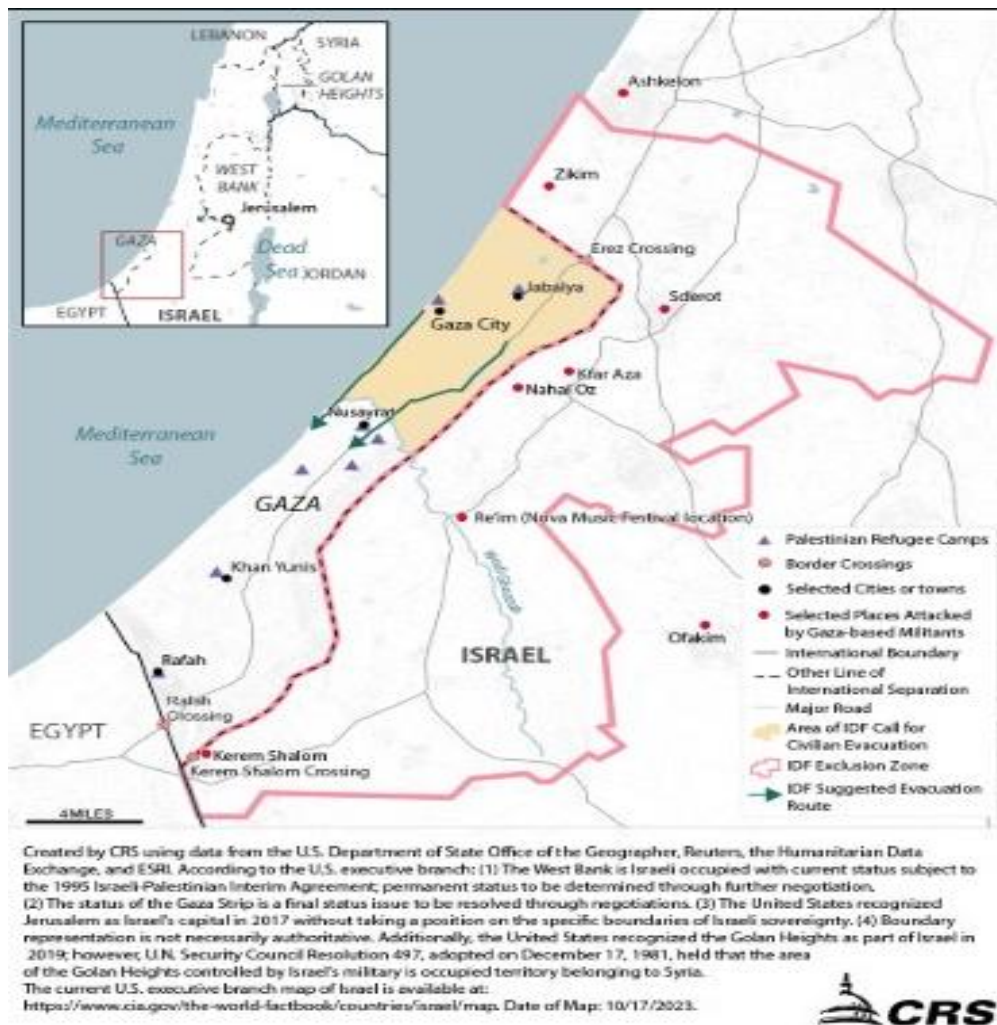 LEBANON
SYRIA
GOLAN
HEIGHTS
Mediterranean
Sea
WEST
BANK
Jerusalem
GAZA
Dead
Sea
JORDAN
EGYPT
ISRAEL
Ashkelon
Zikim
Erez Crossing
Jabalya
Gaza City
Sderot
Kfar Aza
Nahal Oz
Nusayrat
Mediterranean
Sea
GAZA
Re'im (Nova Music Festival location)
Khan Yunis
Ofakim
ISRAEL
Rafah
Rafah
Crossing
EGYPT
Kerem Shalom
Kerem Shalom Crossing
4MILES
Palestinian Refugee Camps
Border Crossings
Selected Cities or towns
Selected Places Attacked
by Gaza-based Militants
International Boundary
Other Line of
International Separation
Major Road
Area of IDF Call for
Civilian Evacuation
IDF Exclusion Zone
IDF Suggested Evacuation
Route
Created by CRS using data from the U.S. Department of State Office of the Geographer, Reuters, the Humanitarian Data
Exchange, and ESRI. According to the U.S. executive branch: (1) The West Bank is Israeli occupied with current status subject to
the 1995 Israeli-Palestinian Interim Agreement; permanent status to be determined through further negotiation.
(2) The status of the Gaza Strip is a final status issue to be resolved through negotiations. (3) The United States recognized
Jerusalem as Israel's capital in 2017 without taking a position on the specific boundaries of Israeli sovereignty. (4) Boundary
representation is not necessarily authoritative. Additionally, the United States recognized the Golan Heights as part of Israel in
2019; however, U.N. Security Council Resolution 497, adopted on December 17, 1981, held that the area
of the Golan Heights controlled by Israel's military is occupied territory belonging to Syria.
The current U.S. executive branch map of Israel is available at:
https://www.cia.gov/the-world-factbook/countries/israel/map. Date of Map: 10/17/2023.
CRS